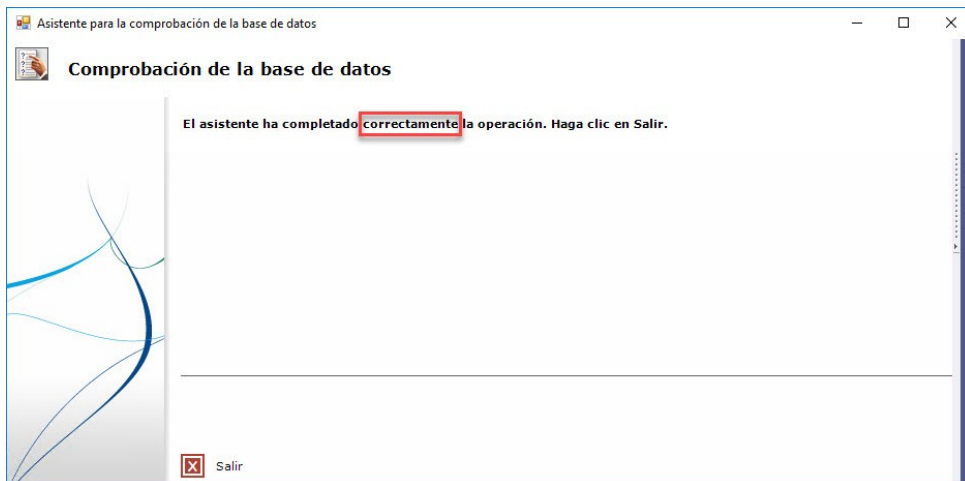 Asistente para la comprobación de la base de datos
Comprobación de la base de datos
El asistente ha completado correctamente la operación. Haga clic en Salir.
Salir